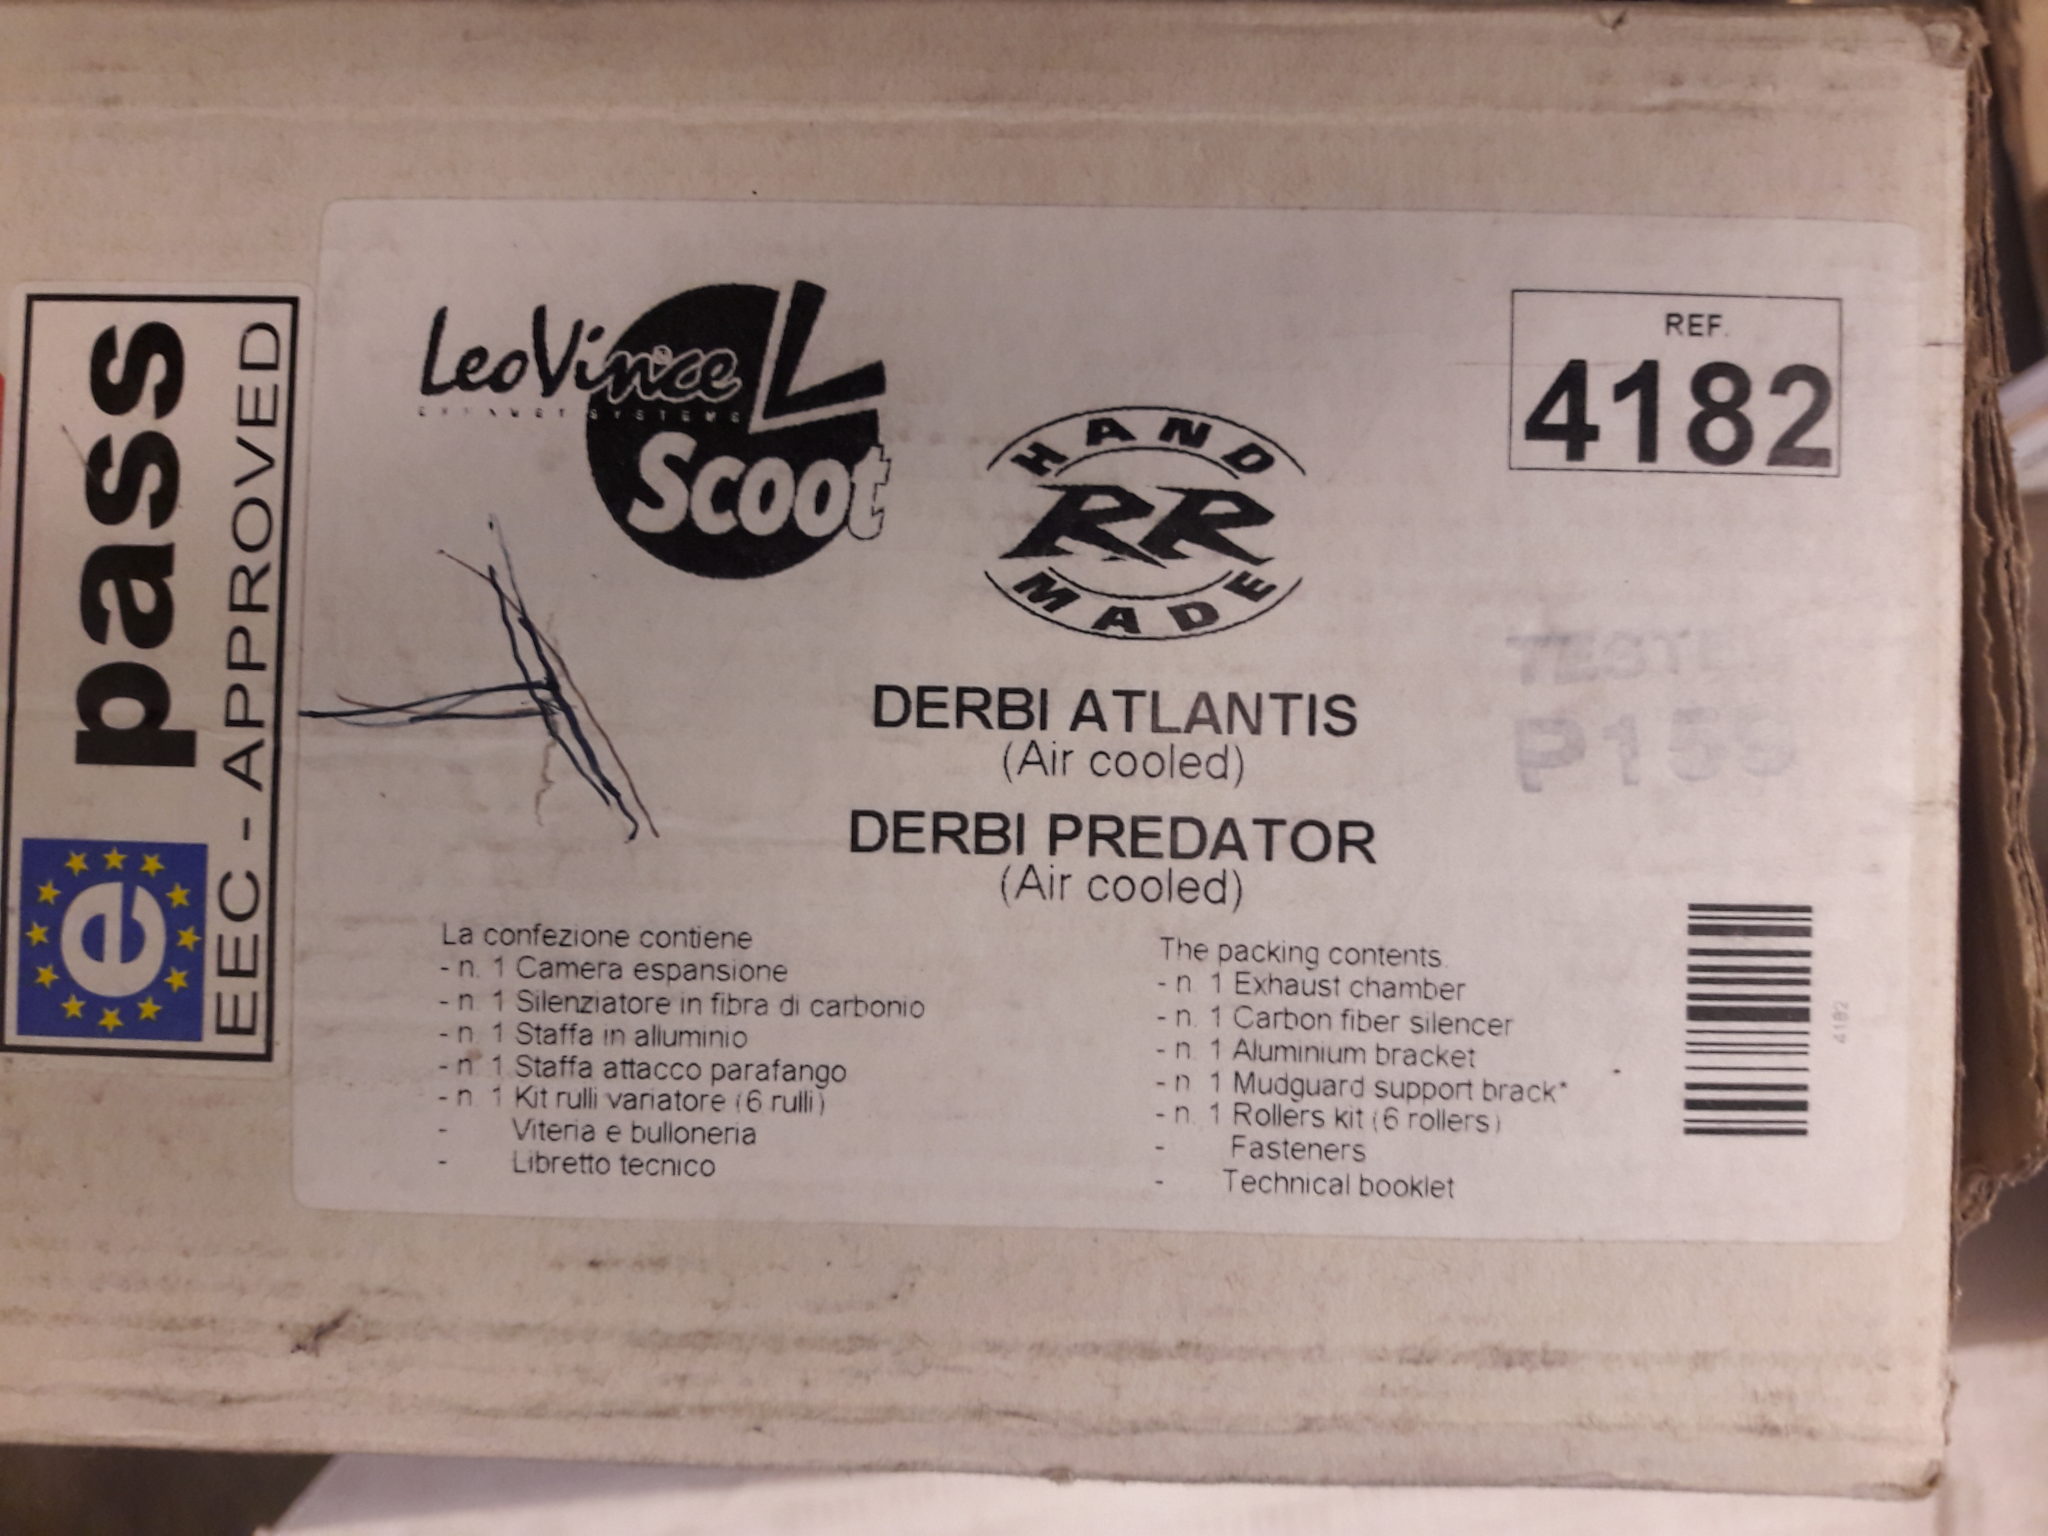 e pass
EEC - APPROVED
LeoVince
Scoot
HAND
RR
MADE
REF.
4182
DERBI ATLANTIS
(Air cooled)
DERBI PREDATOR
(Air cooled)
La confezione contiene
- n. 1 Camera espansione
- n. 1 Silenziatore in fibra di carbonio
- n. 1 Staffa in alluminio
- n. 1 Staffa attacco parafango
- n. 1 Kit rulli variatore (6 rulli)
- Viteria e bulloneria
- Libretto tecnico
The packing contents.
- n. 1 Exhaust chamber
- n. 1 Carbon fiber silencer
- n. 1 Aluminium bracket
- n. 1 Mudguard support brack*
- n. 1 Rollers kit (6 rollers)
- Fasteners
- Technical booklet
4182